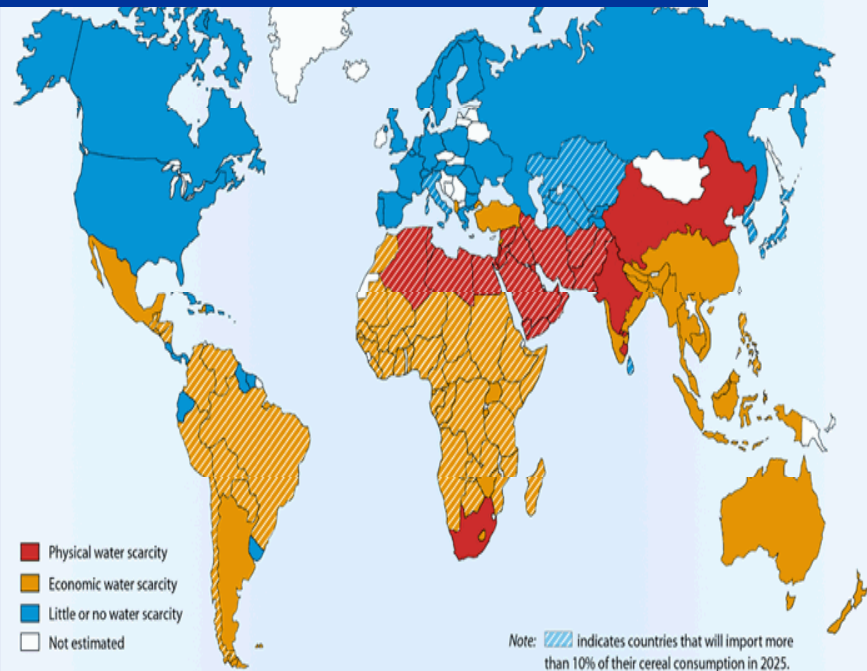 Physical water scarcity
Economic water scarcity
Little or no water scarcity
Not estimated
Note: indicates countries that will import more
than 10% of their cereal consumption in 2025.